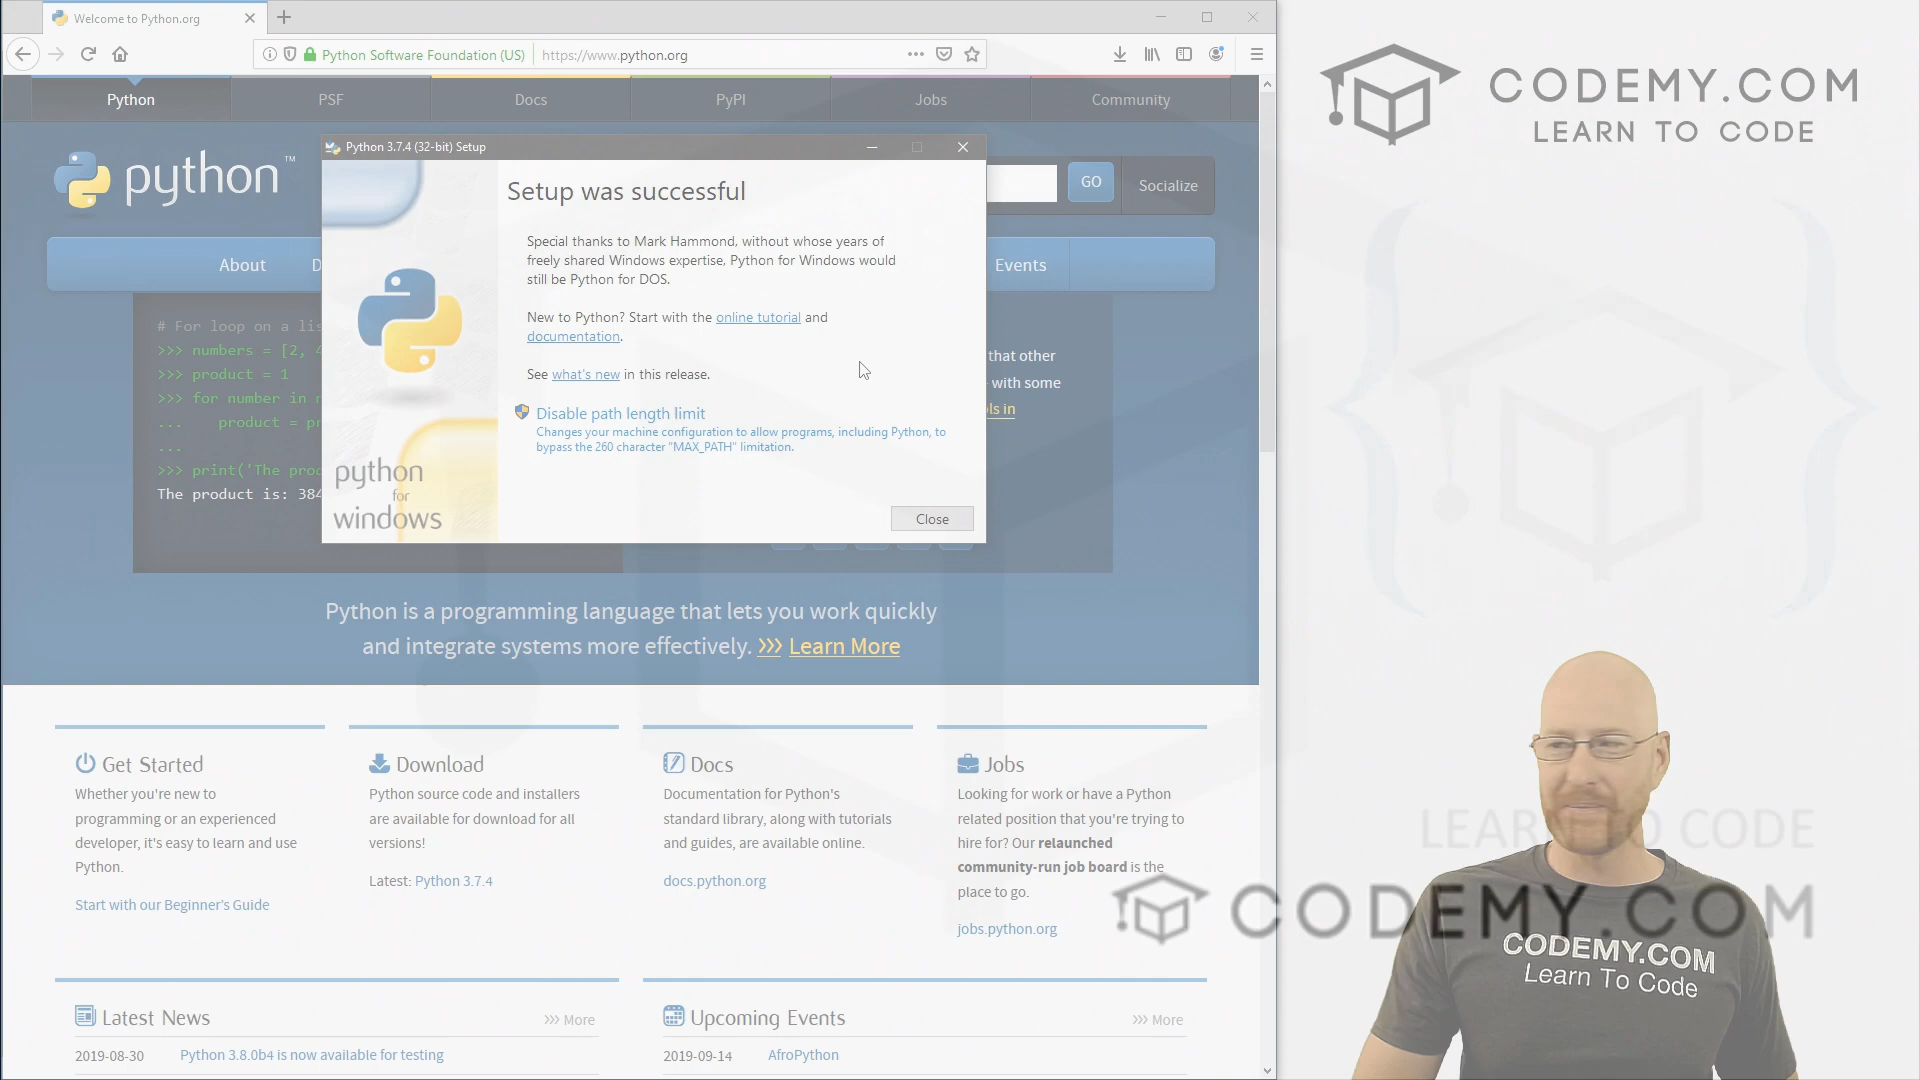 Welcome to Python.org
Python Software Foundation (US)
https://www.python.org
Python
PSF
Docs
PyPI
Jobs
Community
python™
GO
Socialize
About
D
Events
Python 3.7.4 (32-bit) Setup
Setup was successful
Special thanks to Mark Hammond, without whose years of
freely shared Windows expertise, Python for Windows would
still be Python for DOS.
New to Python? Start with the online tutorial and
documentation.
See what's new in this release.
Disable path length limit
Changes your machine configuration to allow programs, including Python, to
bypass the 260 character "MAX_PATH" limitation.
python
for
windows
Close
# For loop on a lis
>>> numbers = [2, 4
>>> product = 1
>>> for number in n
... product = pr
...
>>> print('The prod
The product is: 384
that other
with some
ols in
Python is a programming language that lets you work quickly
and integrate systems more effectively. >>> Learn More
Get Started
Whether you're new to
programming or an experienced
developer, it's easy to learn and use
Python.
Start with our Beginner's Guide
Download
Python source code and installers
are available for download for all
versions!
Latest: Python 3.7.4
Docs
Documentation for Python's
standard library, along with tutorials
and guides, are available online.
docs.python.org
Jobs
Looking for work or have a Python
related position that you're trying to
hire for? Our relaunched
community-run job board is the
place to go.
jobs.python.org
Latest News
>>> More
2019-08-30 Python 3.8.0b4 is now available for testing
Upcoming Events
>>> More
2019-09-14 AfroPython
CODEMY.COM
LEARN TO CODE
LEARN TO CODE
CODEMY.COM
CODEMY.COM
Learn To Code